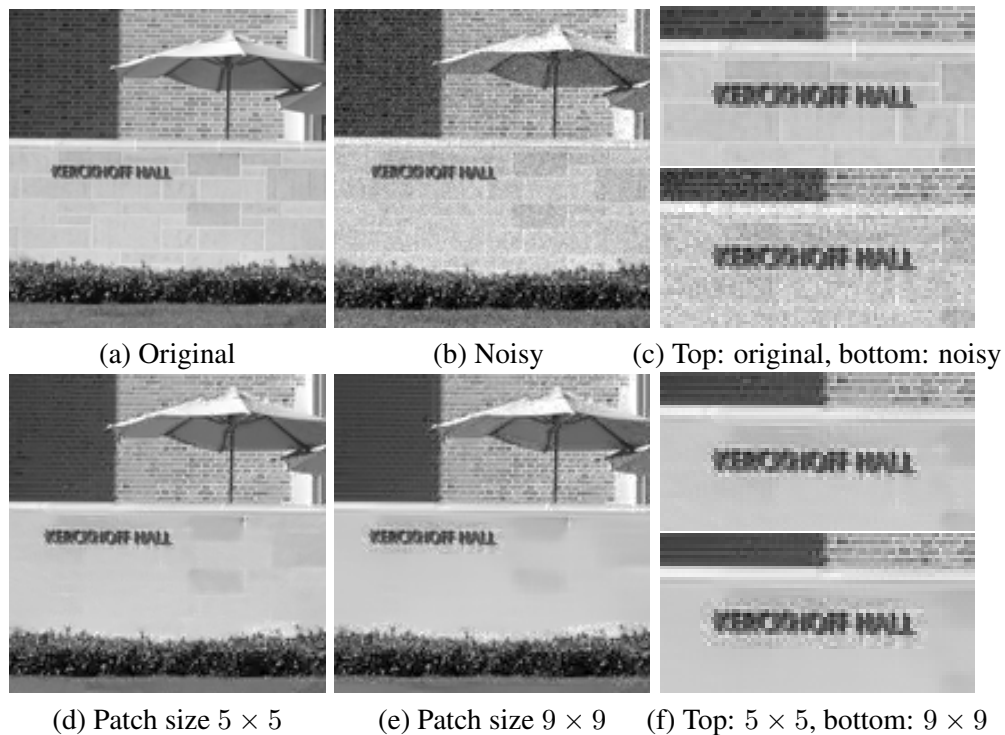 KERCKHOFF HALL
KERCKHOFF HALL
KERCKHOFF HALL
KERCKHOFF HALL
(a) Original
(b) Noisy
(c) Top: original, bottom: noisy
KERCKHOFF HALL
KERCKHOFF HALL
KERCKHOFF HALL
KERCKHOFF HALL
(d) Patch size 5 × 5
(e) Patch size 9 × 9
(f) Top: 5 × 5, bottom: 9 × 9